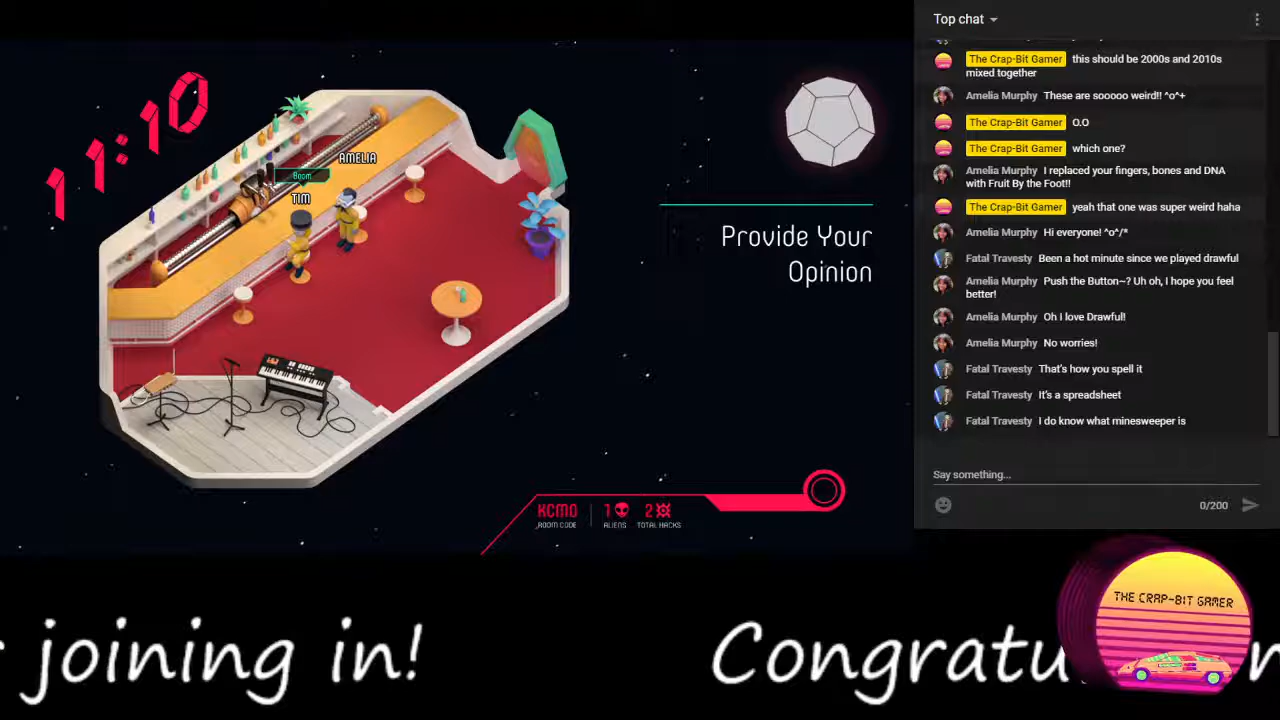 11:10
AMELIA
Boom
TIM
Provide Your
Opinion
KCMO
ROOM CODE
1
ALIENS
2
TOTAL HACKS
Top chat
The Crap-Bit Gamer this should be 2000s and 2010s
mixed together
Amelia Murphy These are sooooo weird!! ^o^+
The Crap-Bit Gamer O.O
The Crap-Bit Gamer which one?
Amelia Murphy I replaced your fingers, bones and DNA
with Fruit By the Foot!!
The Crap-Bit Gamer yeah that one was super weird haha
Amelia Murphy Hi everyone! ^o^/*
Fatal Travesty Been a hot minute since we played drawful
Amelia Murphy Push the Button~? Uh oh, I hope you feel
better!
Amelia Murphy Oh I love Drawful!
Amelia Murphy No worries!
Fatal Travesty That's how you spell it
Fatal Travesty It's a spreadsheet
Fatal Travesty I do know what minesweeper is
Say something...
0/200
joining in!
Congratu
THE CRAP-BIT GAMER